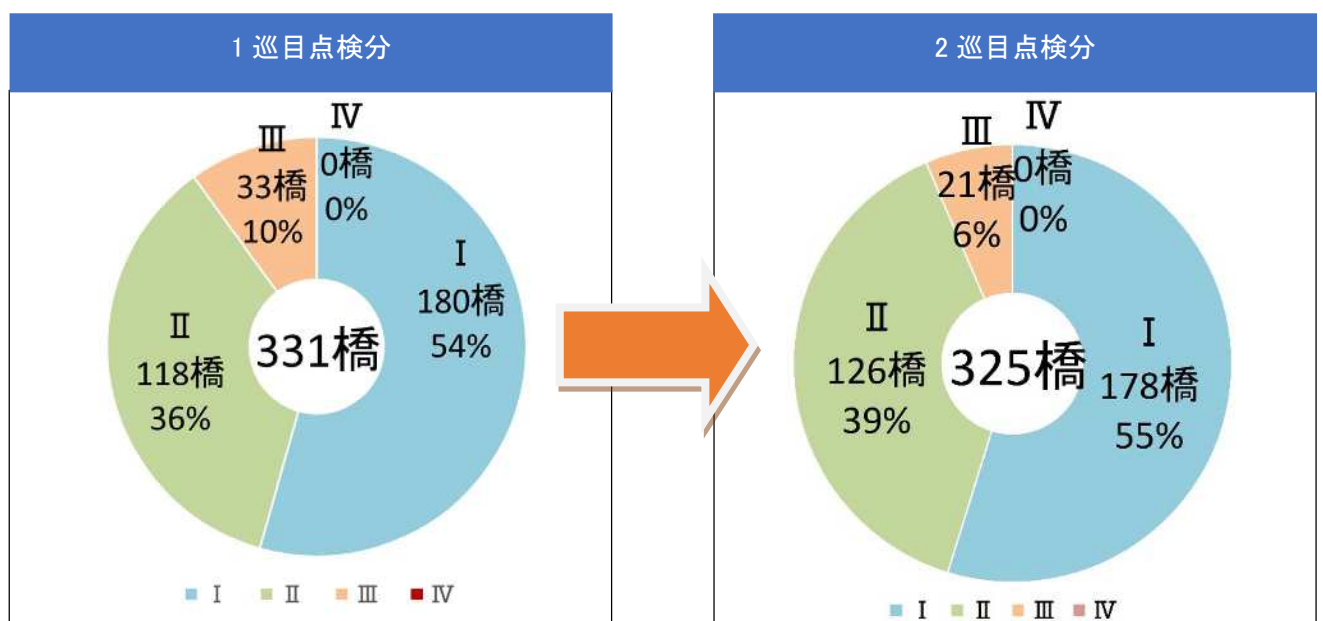 1 巡目点検分
Ⅳ
0橋
0%
Ⅲ
33橋
10%
Ⅰ
180橋
54%
Ⅱ
118橋
36%
331橋
Ⅰ Ⅱ Ⅲ Ⅳ
2 巡目点検分
Ⅳ
0橋
0%
Ⅲ
21橋
6%
Ⅰ
178橋
55%
Ⅱ
126橋
39%
325橋
Ⅰ Ⅱ Ⅲ Ⅳ